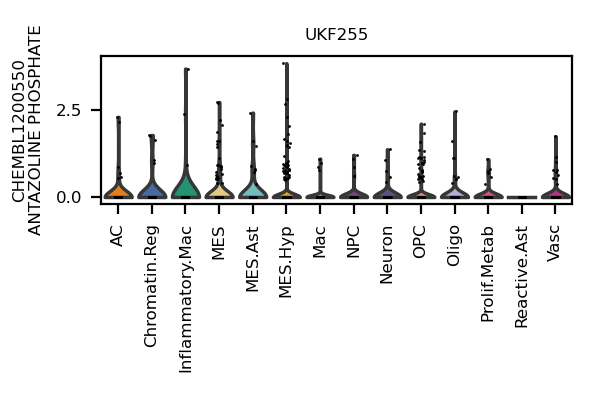 UKF255
CHEMBL1200550
ANTAZOLINE PHOSPHATE
2.5
0.0
AC
Chromatin.Reg
Inflammatory.Mac
MES
MES.Ast
MES.Hyp
Mac
NPC
Neuron
OPC
Oligo
Prolif.Metab
Reactive.Ast
Vasc